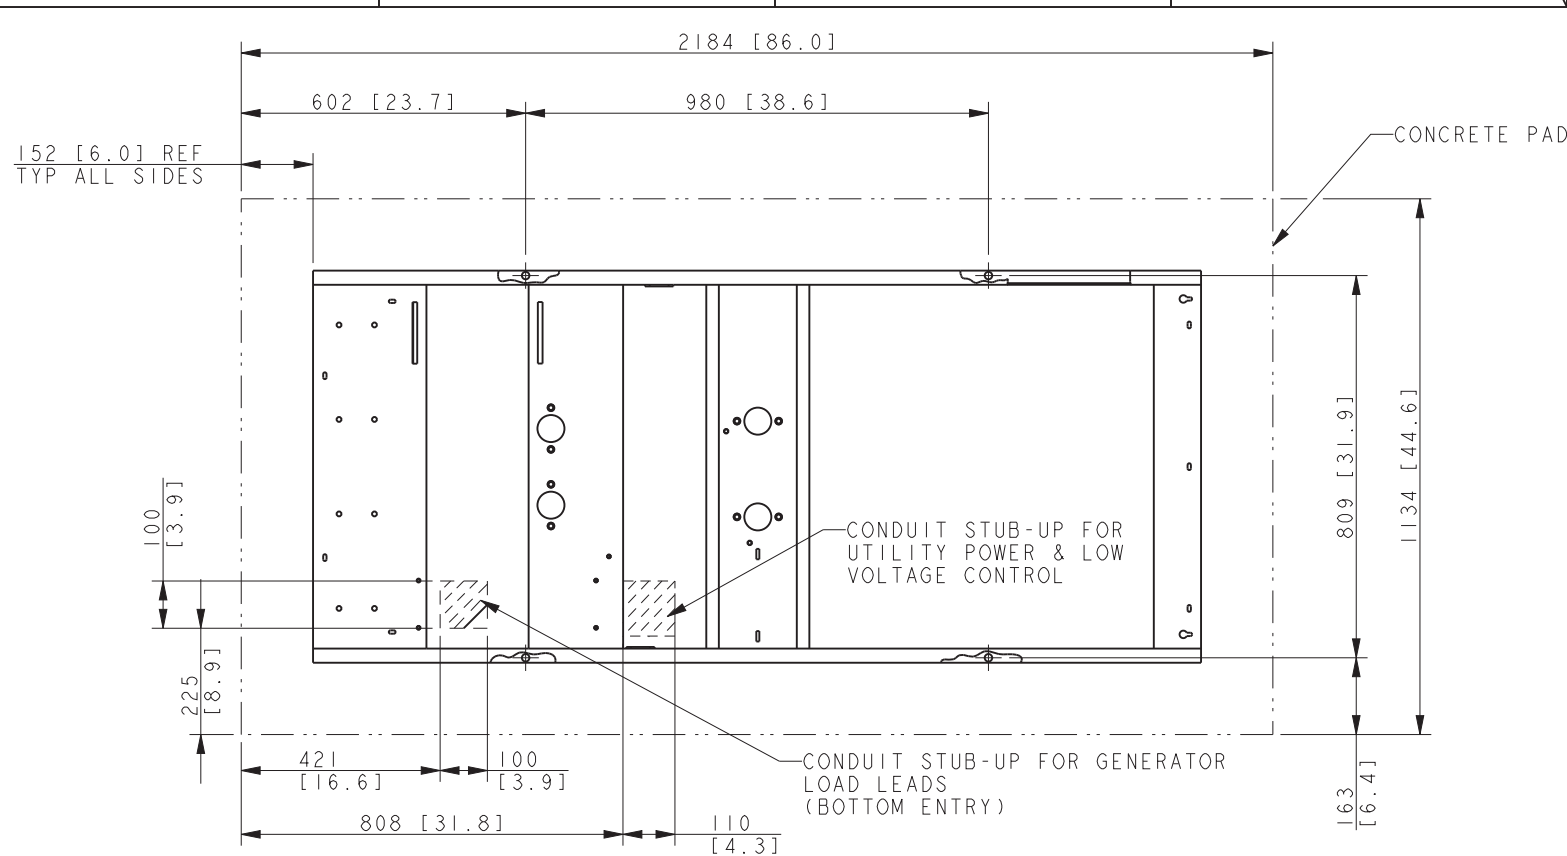 2184 [86.0]
602 [23.7]
980 [38.6]
152 [6.0] REF
TYP ALL SIDES
CONCRETE PAD
809 [31.9]
1134 [44.6]
100
[3.9]
CONDUIT STUB-UP FOR
UTILITY POWER & LOW
VOLTAGE CONTROL
225
[8.9]
421
[16.6]
100
[3.9]
CONDUIT STUB-UP FOR GENERATOR
LOAD LEADS
(BOTTOM ENTRY)
163
[6.4]
808 [31.8]
110
[4.3]